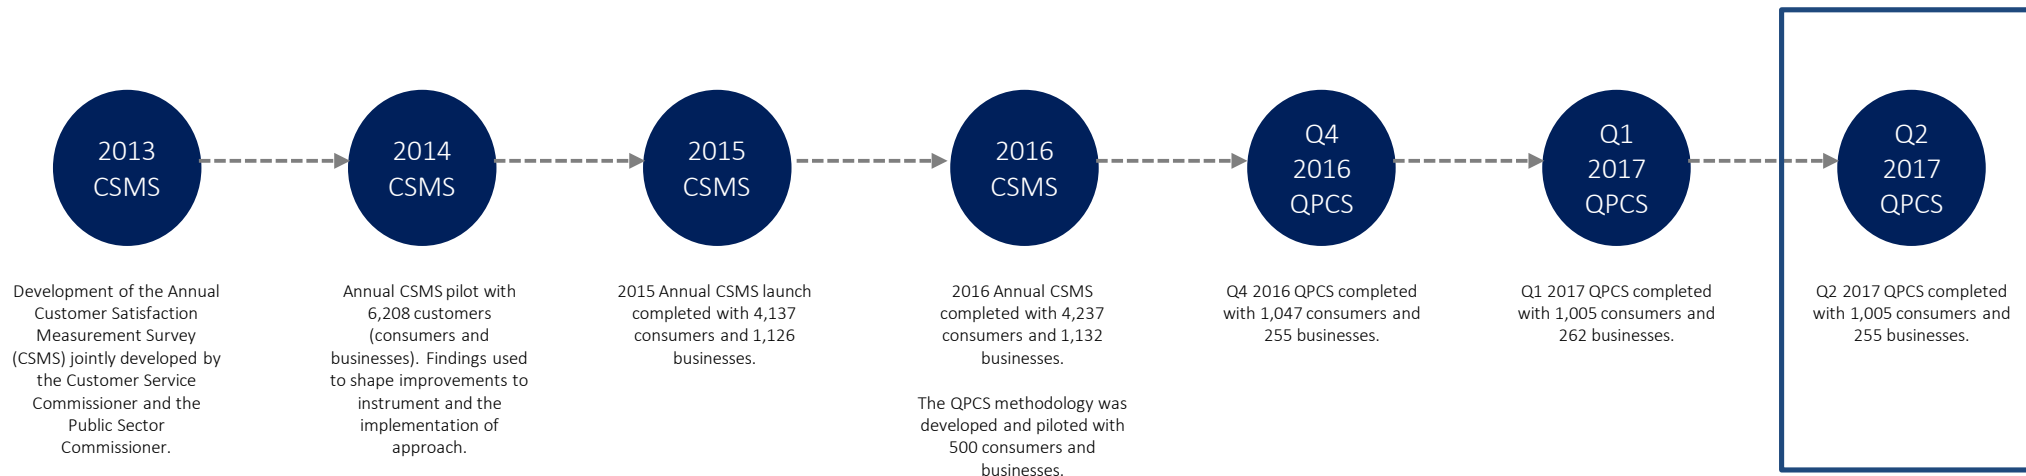 2013
CSMS
2014
CSMS
2015
CSMS
2016
CSMS
Q4
2016
QPCS
Q1
2017
QPCS
Q2
2017
QPCS
Development of the Annual
Customer Satisfaction
Measurement Survey
(CSMS) jointly developed by
the Customer Service
Commissioner and the
Public Sector
Commissioner.
Annual CSMS pilot with
6,208 customers
(consumers and
businesses). Findings used
to shape improvements to
instrument and the
implementation of
approach.
2015 Annual CSMS launch
completed with 4,137
consumers and 1,126
businesses.
2016 Annual CSMS
completed with 4,237
consumers and 1,132
businesses.
The QPCS methodology was
developed and piloted with
500 consumers and
businesses.
Q4 2016 QPCS completed
with 1,047 consumers and
255 businesses.
Q1 2017 QPCS completed
with 1,005 consumers and
262 businesses.
Q2 2017 QPCS completed
with 1,005 consumers and
255 businesses.